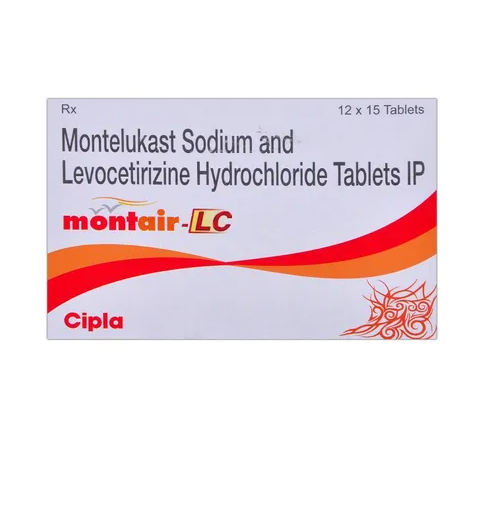 Rx
12 x 15 Tablets
Montelukast Sodium and
Levocetirizine Hydrochloride Tablets IP
montair-LC
Cipla